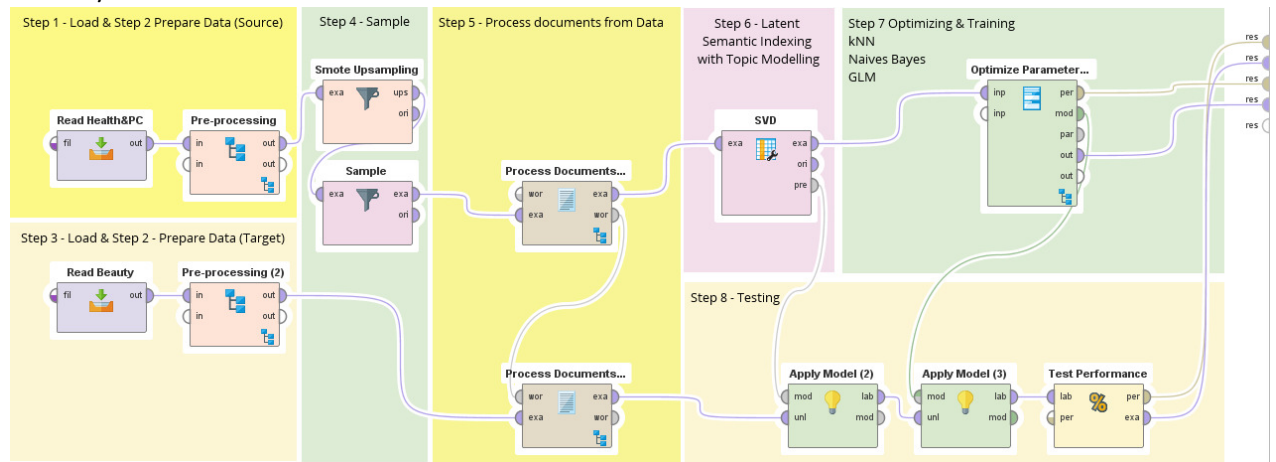 Step 1 - Load & Step 2 Prepare Data (Source)
Read Health&PC
fil
out
Pre-processing
in
out
in
out
Step 3 - Load & Step 2 - Prepare Data (Target)
Read Beauty
fil
out
Pre-processing (2)
in
out
in
out
Step 4 - Sample
Smote Upsampling
exa
ups
ori
Sample
exa
exa
ori
Step 5 - Process documents from Data
Process Documents...
wor
exa
exa
wor
Process Documents...
wor
exa
exa
wor
Step 6 - Latent
Semantic Indexing
with Topic Modelling
SVD
exa
exa
ori
pre
Step 7 Optimizing & Training
kNN
Naives Bayes
GLM
Optimize Parameter...
inp
per
inp
mod
par
out
out
Step 8 - Testing
Apply Model (2)
mod
lab
unl
mod
Apply Model (3)
mod
lab
unl
mod
Test Performance
lab
per
per
exa
res
res
res
res
res